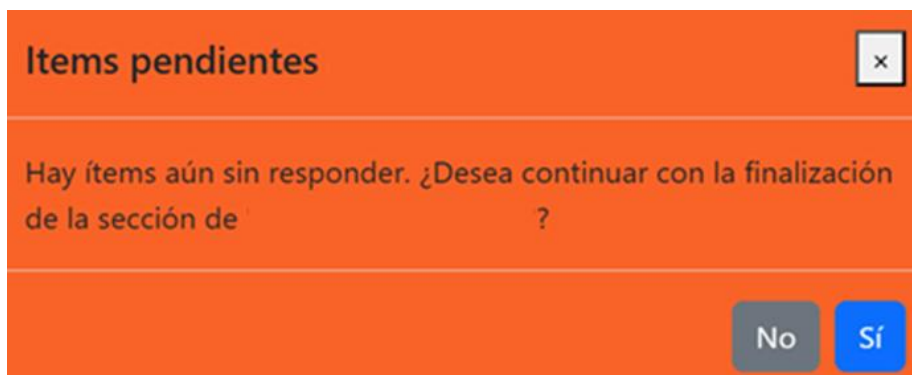 Items pendientes
×
Hay ítems aún sin responder. ¿Desea continuar con la finalización
de la sección de ?
No
Sí